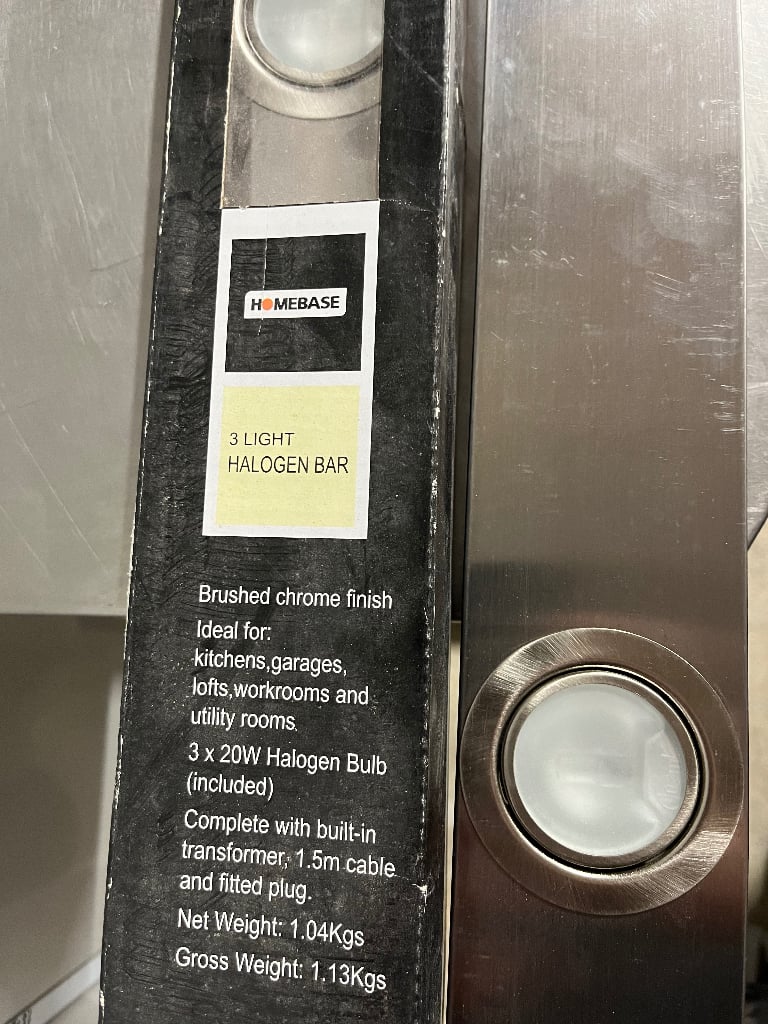 HOMEBASE
3 LIGHT
HALOGEN BAR
Brushed chrome finish
Ideal for:
kitchens,garages,
lofts,workrooms and
utility rooms.
3 x 20W Halogen Bulb
(included)
Complete with built-in
transformer, 1.5m cable
and fitted plug.
Net Weight: 1.04Kgs
Gross Weight: 1.13Kgs